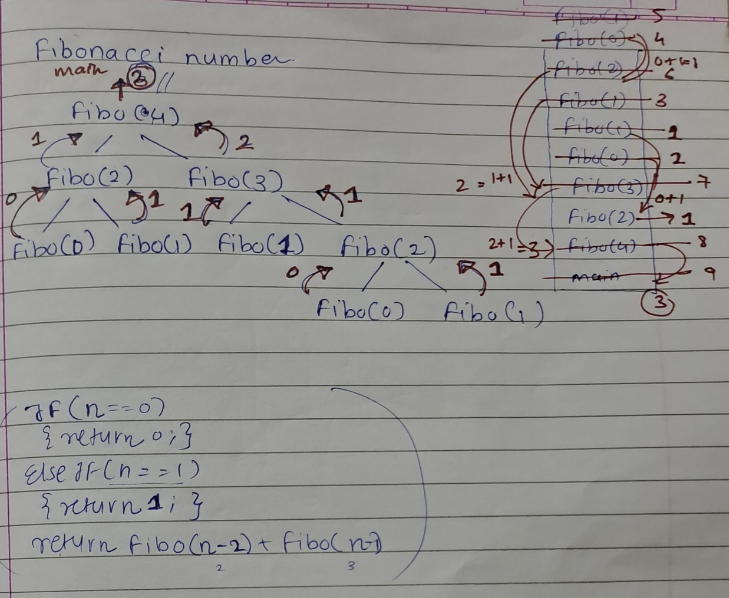 Fibonacci number
math 3 //
Fibo(4)
1 2
Fibo(2) Fibo(3)
0 1 1 1
Fibo(0) Fibo(1) Fibo(1) Fibo(2)
0 1
Fibo(0) Fibo(1)
Fibo(1) 5
Fibo(0) 4
Fibo(2) 0+1=1
6
Fibo(1) 3
Fibo(1) 1
Fibo(0) 2
2 = 1+1 Fibo(3) 7
0+1
Fibo(2) 1
2+1=3 Fibo(4) 8
main 9
3
If(n==0)
{return 0;}
Else If(n==1)
{return 1;}
return Fibo(n-2) + Fibo(n-1)
2 3